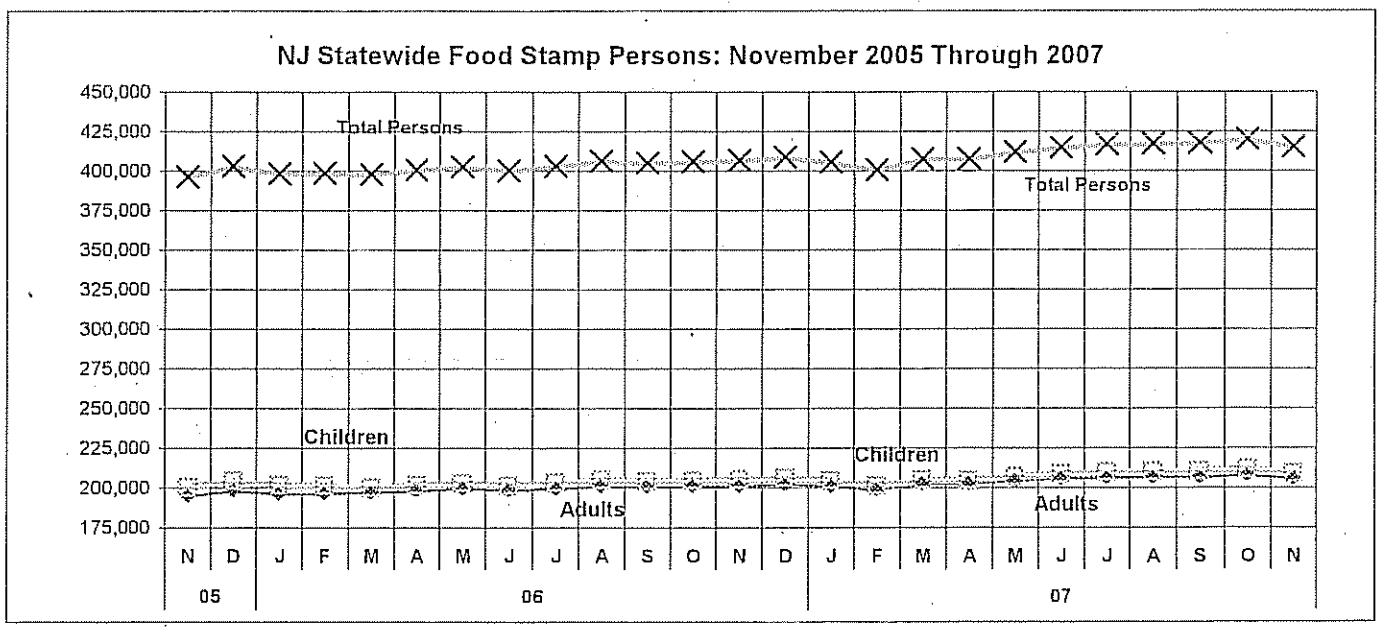 NJ Statewide Food Stamp Persons: November 2005 Through 2007
450,000
425,000
400,000
375,000
350,000
325,000
300,000
275,000
250,000
225,000
200,000
175,000
Total Persons
Total Persons
Children
Children
Adults
Adults
N D J F M A M J J A S O N D J F M A M J J A S O N
05 06 07